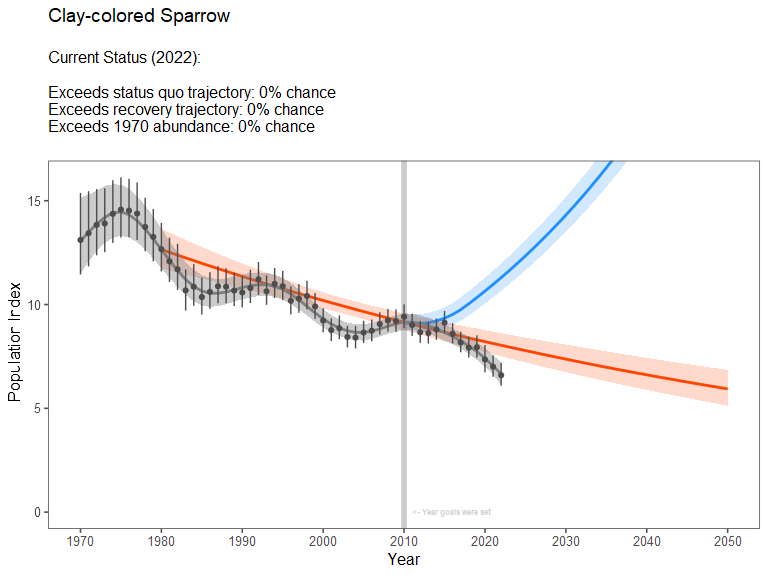 Clay-colored Sparrow
Current Status (2022):
Exceeds status quo trajectory: 0% chance
Exceeds recovery trajectory: 0% chance
Exceeds 1970 abundance: 0% chance
15
10
5
0
Population Index
<- Year goals were set
1970 1980 1990 2000 2010 2020 2030 2040 2050
Year